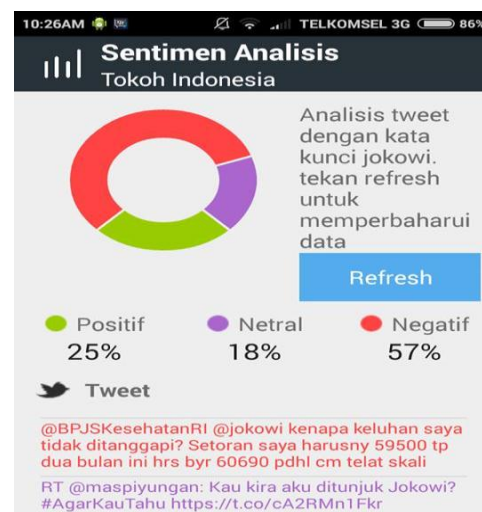 10:26AM TELKOMSEL 3G 86%
Sentimen Analisis
Tokoh Indonesia
Analisis tweet
dengan kata
kunci jokowi.
tekan refresh
untuk
memperbaharui
data
Refresh
Positif Netral Negatif
25% 18% 57%
Tweet
@BPJSKesehatanRI @jokowi kenapa keluhan saya
tidak ditanggapi? Setoran saya harusny 59500 tp
dua bulan ini hrs byr 60690 pdhl cm telat skali
RT @maspiyungan: Kau kira aku ditunjuk Jokowi?
#AgarKauTahu https://t.co/cA2RMn1Fkr